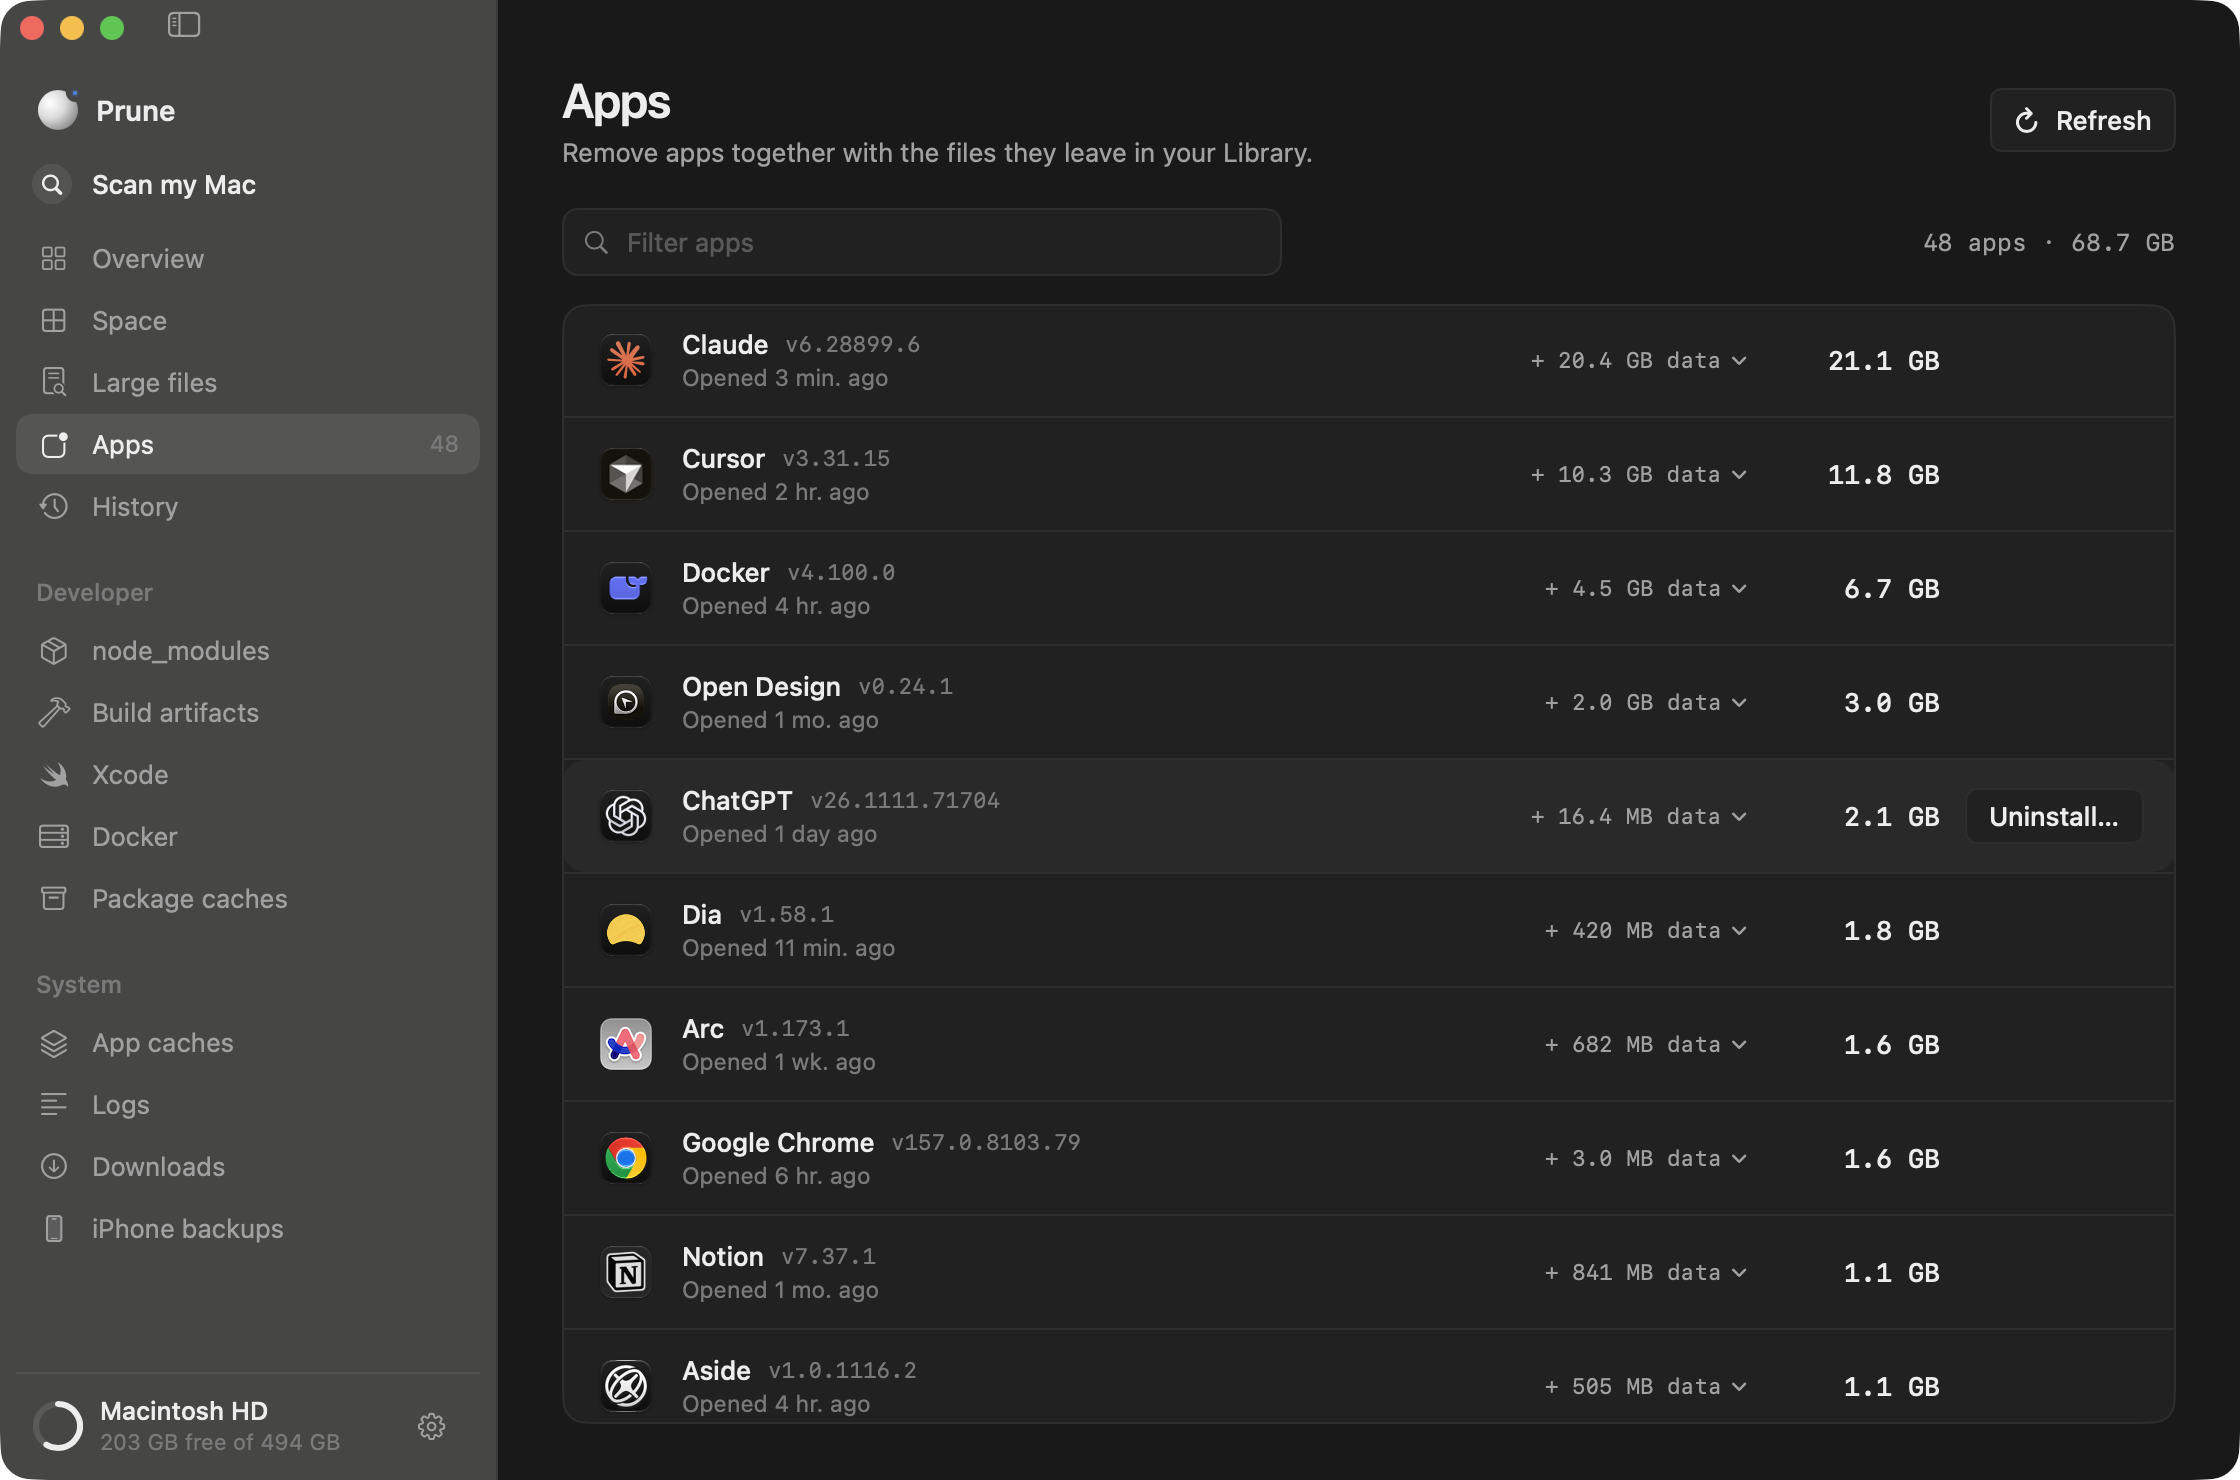 Prune
Scan my Mac
Overview
Space
Large files
Apps 48
History
Developer
node_modules
Build artifacts
Xcode
Docker
Package caches
System
App caches
Logs
Downloads
iPhone backups
Macintosh HD
203 GB free of 494 GB
Apps
Remove apps together with the files they leave in your Library.
Refresh
Filter apps
48 apps · 68.7 GB
Claude v6.28899.6
Opened 3 min. ago
+ 20.4 GB data
21.1 GB
Cursor v3.31.15
Opened 2 hr. ago
+ 10.3 GB data
11.8 GB
Docker v4.100.0
Opened 4 hr. ago
+ 4.5 GB data
6.7 GB
Open Design v0.24.1
Opened 1 mo. ago
+ 2.0 GB data
3.0 GB
ChatGPT v26.1111.71704
Opened 1 day ago
+ 16.4 MB data
2.1 GB
Uninstall...
Dia v1.58.1
Opened 11 min. ago
+ 420 MB data
1.8 GB
Arc v1.173.1
Opened 1 wk. ago
+ 682 MB data
1.6 GB
Google Chrome v157.0.8103.79
Opened 6 hr. ago
+ 3.0 MB data
1.6 GB
Notion v7.37.1
Opened 1 mo. ago
+ 841 MB data
1.1 GB
Aside v1.0.1116.2
Opened 4 hr. ago
+ 505 MB data
1.1 GB